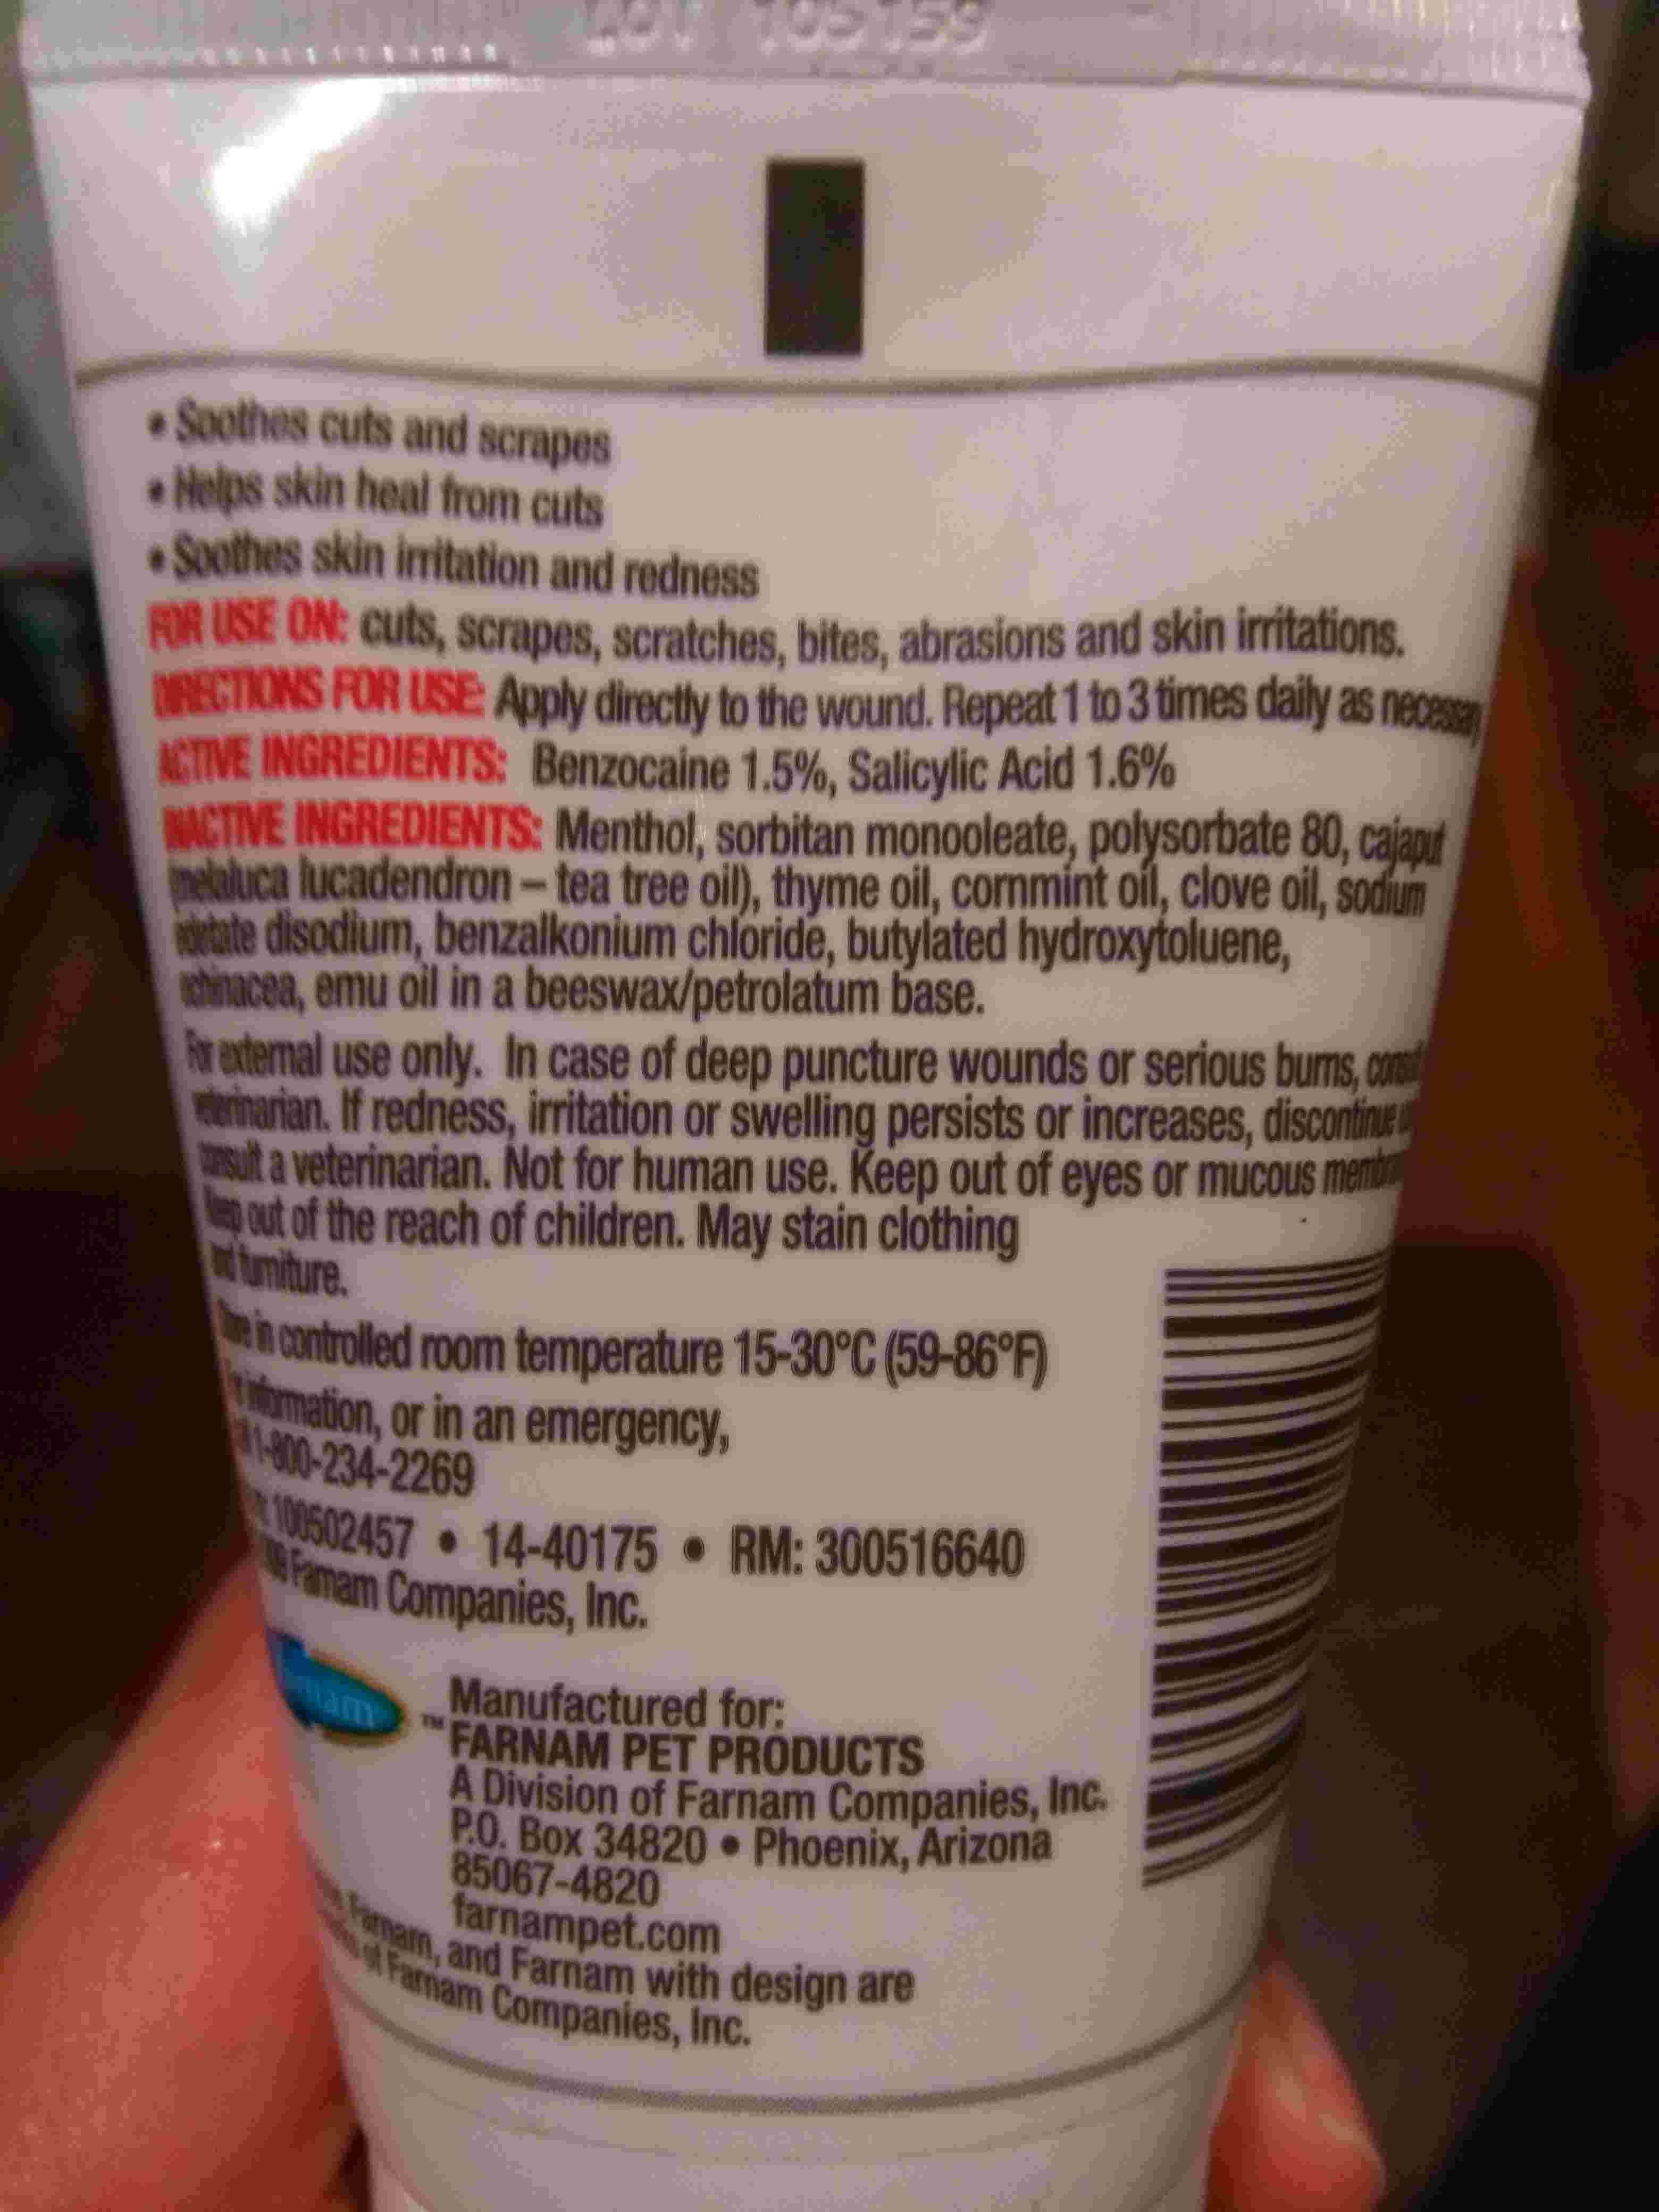 LOT 105159
• Soothes cuts and scrapes
• Helps skin heal from cuts
• Soothes skin irritation and redness
FOR USE ON: cuts, scrapes, scratches, bites, abrasions and skin irritations.
DIRECTIONS FOR USE: Apply directly to the wound. Repeat 1 to 3 times daily as necessary
ACTIVE INGREDIENTS: Benzocaine 1.5%, Salicylic Acid 1.6%
INACTIVE INGREDIENTS: Menthol, sorbitan monooleate, polysorbate 80, cajaput
lucadendron – tea tree oil), thyme oil, cornmint oil, clove oil, sodium
disodium, benzalkonium chloride, butylated hydroxytoluene,
echinacea, emu oil in a beeswax/petrolatum base.
For external use only. In case of deep puncture wounds or serious burns,
veterinarian. If redness, irritation or swelling persists or increases, discontinue
consult a veterinarian. Not for human use. Keep out of eyes or mucous
Keep out of the reach of children. May stain clothing
and furniture.
in controlled room temperature 15-30°C (59-86°F)
information, or in an emergency,
1-800-234-2269
100502457 • 14-40175 • RM: 300516640
Farnam Companies, Inc.
Manufactured for:
™ FARNAM PET PRODUCTS
A Division of Farnam Companies, Inc.
P.O. Box 34820 • Phoenix, Arizona
85067-4820
farnampet.com
Farnam, and Farnam with design are
of Farnam Companies, Inc.